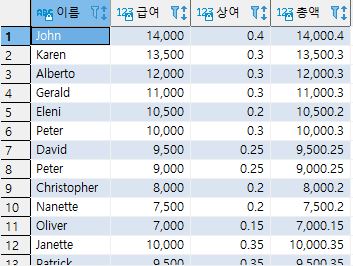 ABC 이름 123 급여 123 상여 123 총액
1 John 14,000 0.4 14,000.4
2 Karen 13,500 0.3 13,500.3
3 Alberto 12,000 0.3 12,000.3
4 Gerald 11,000 0.3 11,000.3
5 Eleni 10,500 0.2 10,500.2
6 Peter 10,000 0.3 10,000.3
7 David 9,500 0.25 9,500.25
8 Peter 9,000 0.25 9,000.25
9 Christopher 8,000 0.2 8,000.2
10 Nanette 7,500 0.2 7,500.2
11 Oliver 7,000 0.15 7,000.15
12 Janette 10,000 0.35 10,000.35
13 Patrick 9,500 0.35 9,500.35